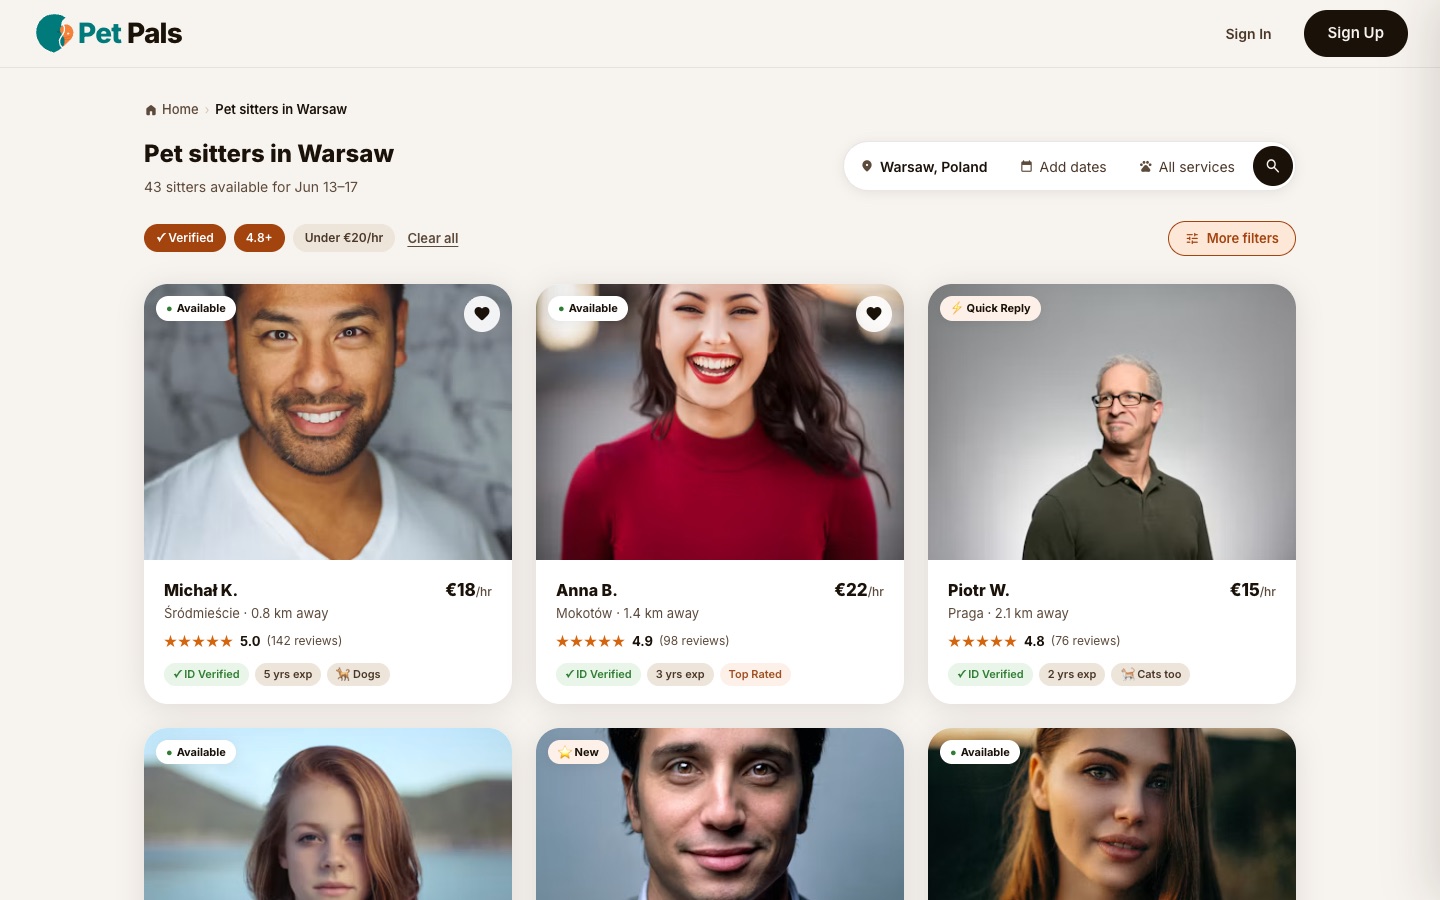 Pet Pals
Sign In
Sign Up
Home › Pet sitters in Warsaw
Pet sitters in Warsaw
43 sitters available for Jun 13–17
Warsaw, Poland
Add dates
All services
✓ Verified
4.8+
Under €20/hr
Clear all
More filters
Available
Available
⚡ Quick Reply
Michał K.
€18/hr
Śródmieście · 0.8 km away
★★★★★ 5.0 (142 reviews)
✓ ID Verified
5 yrs exp
🐕 Dogs
Anna B.
€22/hr
Mokotów · 1.4 km away
★★★★★ 4.9 (98 reviews)
✓ ID Verified
3 yrs exp
Top Rated
Piotr W.
€15/hr
Praga · 2.1 km away
★★★★★ 4.8 (76 reviews)
✓ ID Verified
2 yrs exp
🐈 Cats too
Available
⭐ New
Available